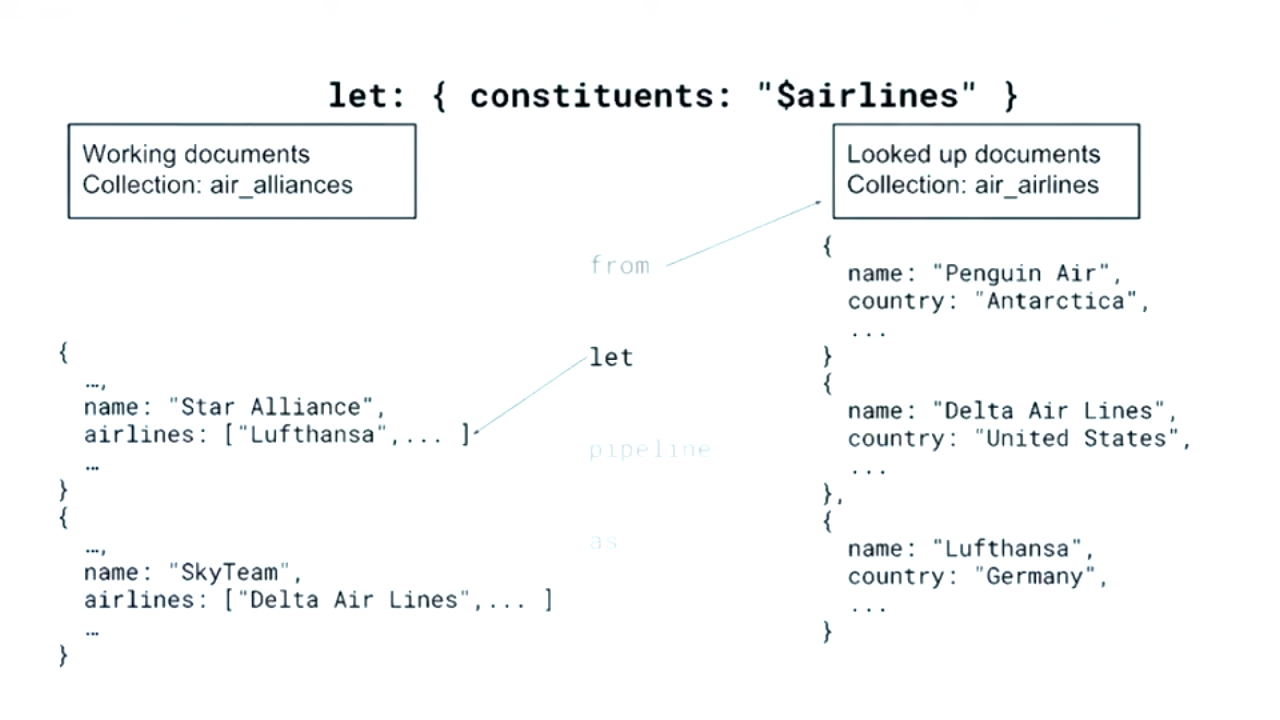 let: { constituents: "$airlines" }
Working documents
Collection: air_alliances
{
…,
name: "Star Alliance",
airlines: ["Lufthansa",... ]
…
}
{
…,
name: "SkyTeam",
airlines: ["Delta Air Lines",... ]
…
}
from
let
pipeline
as
Looked up documents
Collection: air_airlines
{
name: "Penguin Air",
country: "Antarctica",
...
}
{
name: "Delta Air Lines",
country: "United States",
...
},
{
name: "Lufthansa",
country: "Germany",
...
}